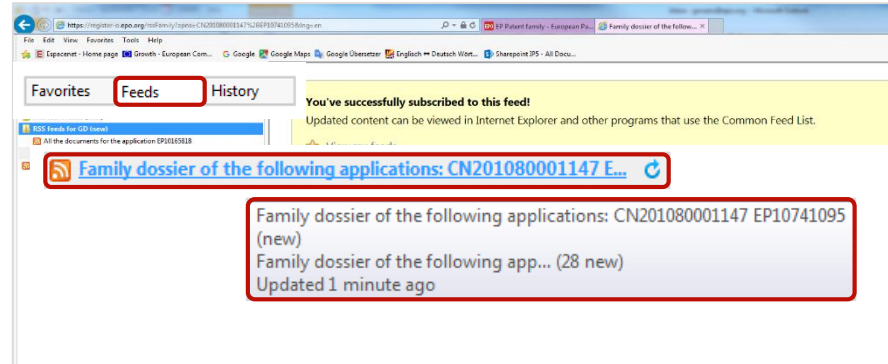 https://register-o.epo.org/rssFamily?apns=CN201080001147%2BEP10741095&lng=en
EP Patent family - European Pa...
Family dossier of the follow...
File Edit View Favorites Tools Help
Espacenet - Home page
Growth - European Com...
Google
Google Maps
Google Übersetzer
Englisch ↔ Deutsch Wört...
Sharepoint IP5 - All Docu...
Favorites
Feeds
History
You've successfully subscribed to this feed!
Updated content can be viewed in Internet Explorer and other programs that use the Common Feed List.
RSS feeds for GD (new)
All the documents for the application EP10165818
Family dossier of the following applications: CN201080001147 E...
Family dossier of the following applications: CN201080001147 EP10741095
(new)
Family dossier of the following app... (28 new)
Updated 1 minute ago